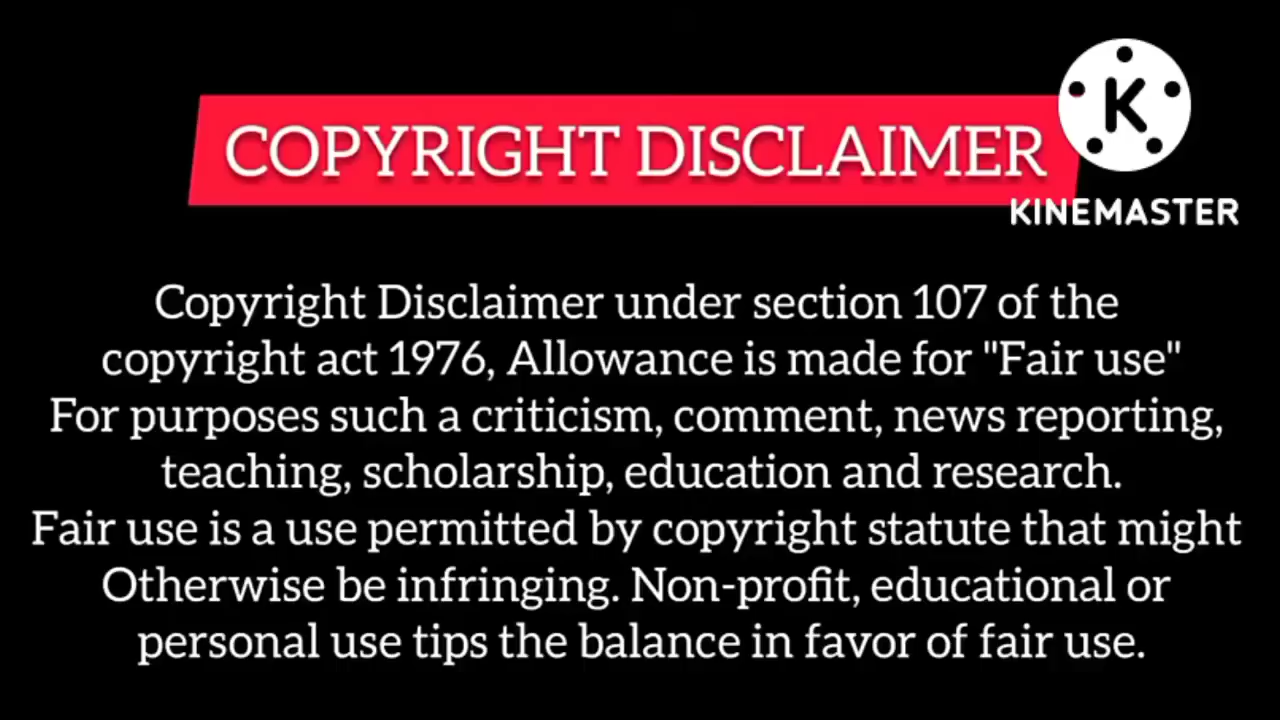 COPYRIGHT DISCLAIMER
K
KINEMASTER
Copyright Disclaimer under section 107 of the
copyright act 1976, Allowance is made for "Fair use"
For purposes such a criticism, comment, news reporting,
teaching, scholarship, education and research.
Fair use is a use permitted by copyright statute that might
Otherwise be infringing. Non-profit, educational or
personal use tips the balance in favor of fair use.